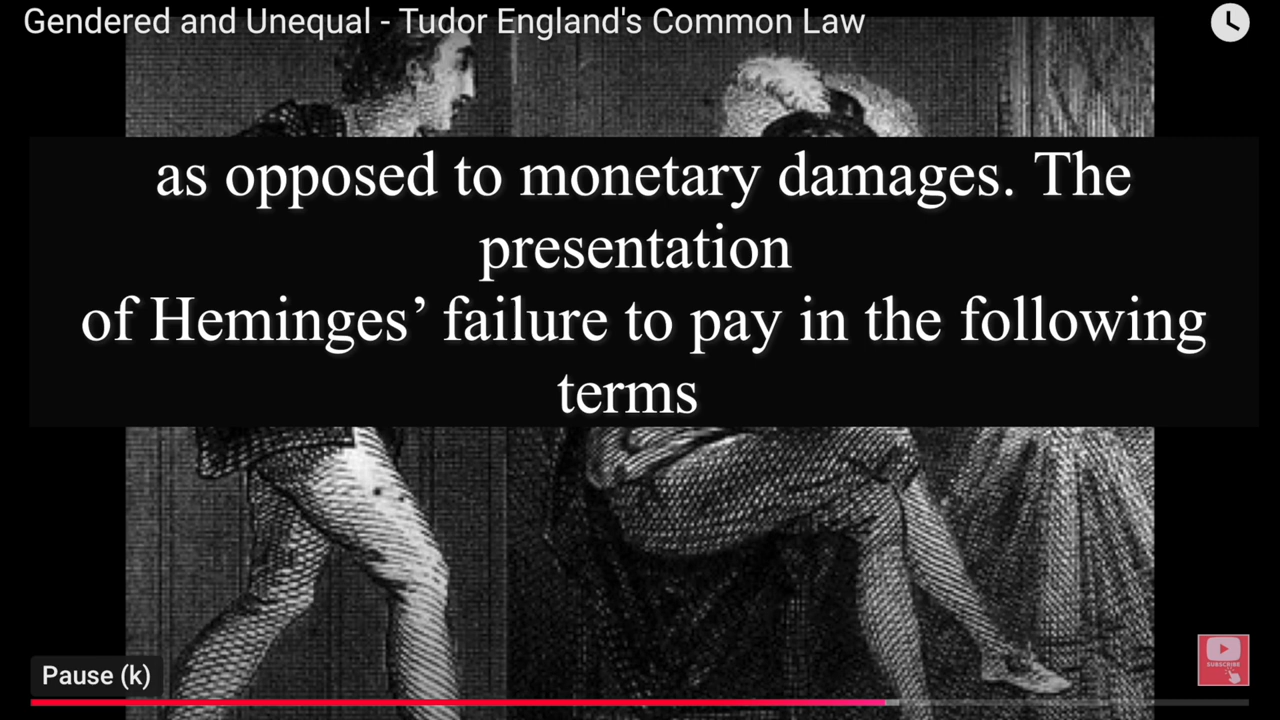 Gendered and Unequal - Tudor England's Common Law
as opposed to monetary damages. The
presentation
of Heminges’ failure to pay in the following
terms
Pause (k)
SUBSCRIBE